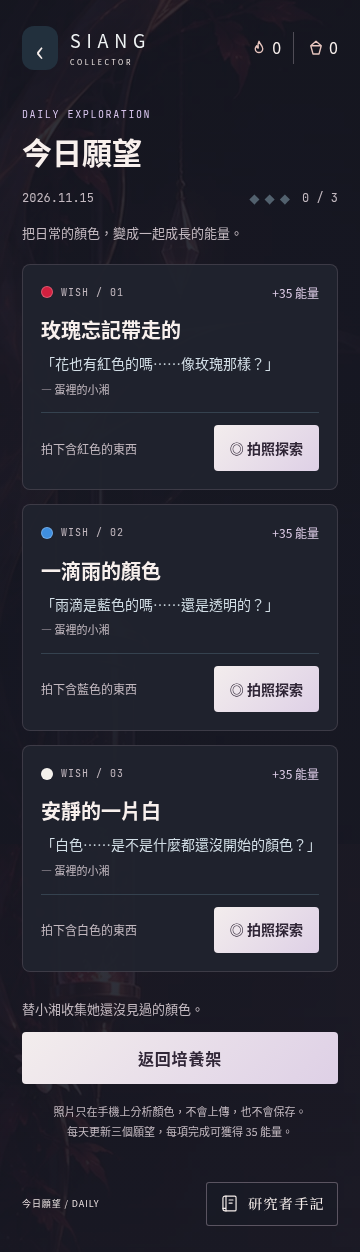 ‹
SIANG
COLLECTOR
0
0
DAILY EXPLORATION
今日願望
2026.11.15
◆ ◆ ◆ 0 / 3
把日常的顏色，變成一起成長的能量。
WISH / 01
+35 能量
玫瑰忘記帶走的
「花也有紅色的嗎⋯⋯像玫瑰那樣？」
— 蛋裡的小湘
拍下含紅色的東西
◎ 拍照探索
WISH / 02
+35 能量
一滴雨的顏色
「雨滴是藍色的嗎⋯⋯還是透明的？」
— 蛋裡的小湘
拍下含藍色的東西
◎ 拍照探索
WISH / 03
+35 能量
安靜的一片白
「白色⋯⋯是不是什麼都還沒開始的顏色？」
— 蛋裡的小湘
拍下含白色的東西
◎ 拍照探索
替小湘收集她還沒見過的顏色。
返回培養架
照片只在手機上分析顏色，不會上傳，也不會保存。
每天更新三個願望，每項完成可獲得 35 能量。
今日願望 / DAILY
研究者手記